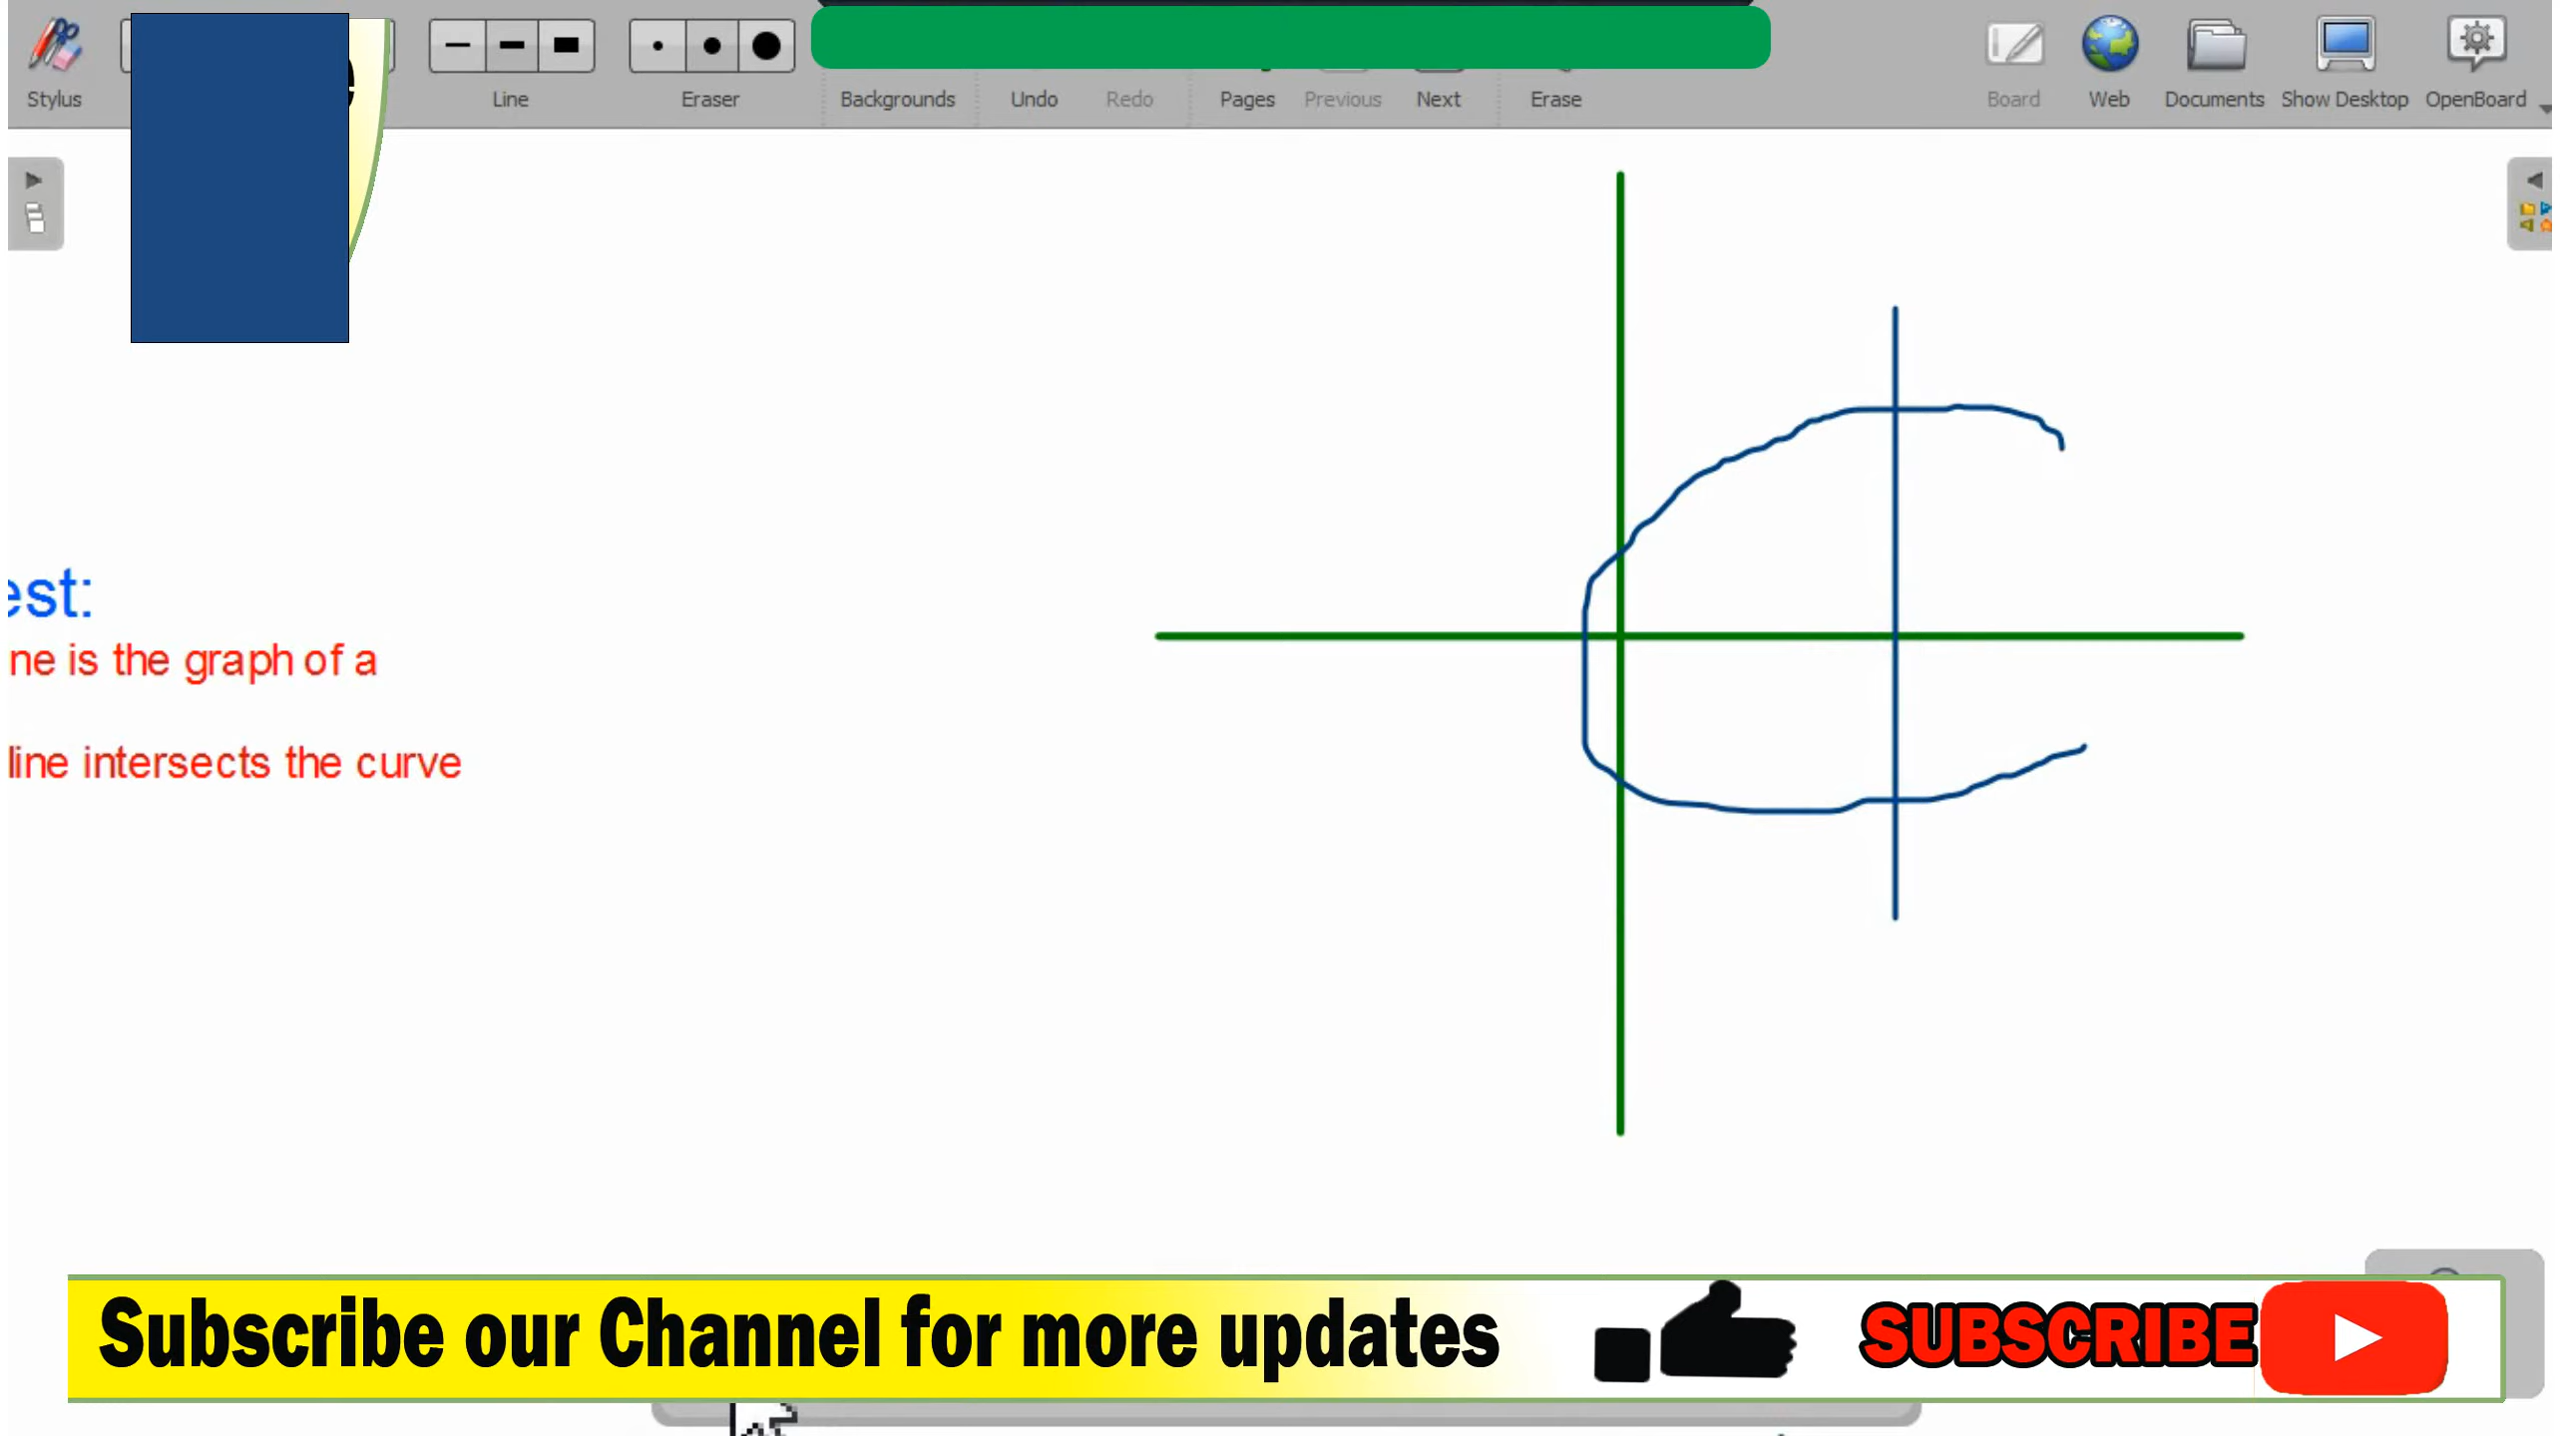 Stylus
Line
Eraser
Backgrounds
Undo
Redo
Pages
Previous
Next
Erase
Board
Web
Documents
Show Desktop
OpenBoard
est:
ne is the graph of a
line intersects the curve
Subscribe our Channel for more updates
SUBSCRIBE